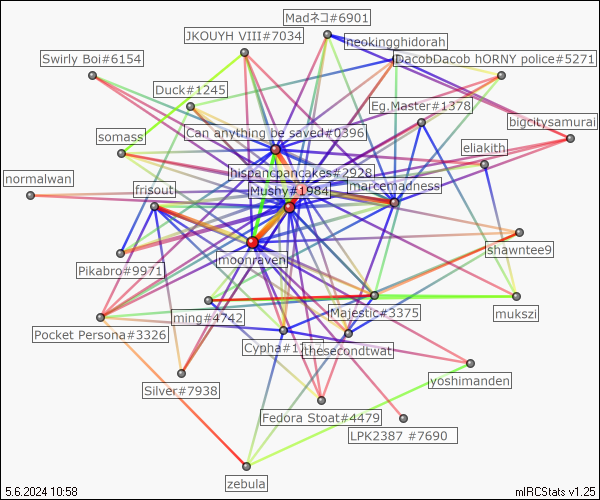 Madネコ#6901
JKOUYH VIII#7034
neokingghidorah
Swirly Boi#6154
DacobDacob hORNY police#5271
Duck#1245
Eg.Master#1378
bigcitysamurai
somass
Can anything be saved#0396
eliakith
hispancpancakes#2928
normalwan
frisout
Mushy#1984
marcemadness
shawntee9
moonraven
Pikabro#9971
mukszi
ming#4742
Majestic#3375
Pocket Persona#3326
thesecondtwat
yoshimanden
Silver#7938
Fedora Stoat#4479
LPK2387 #7690
zebula
5.6.2024 10:58
mIRCStats v1.25